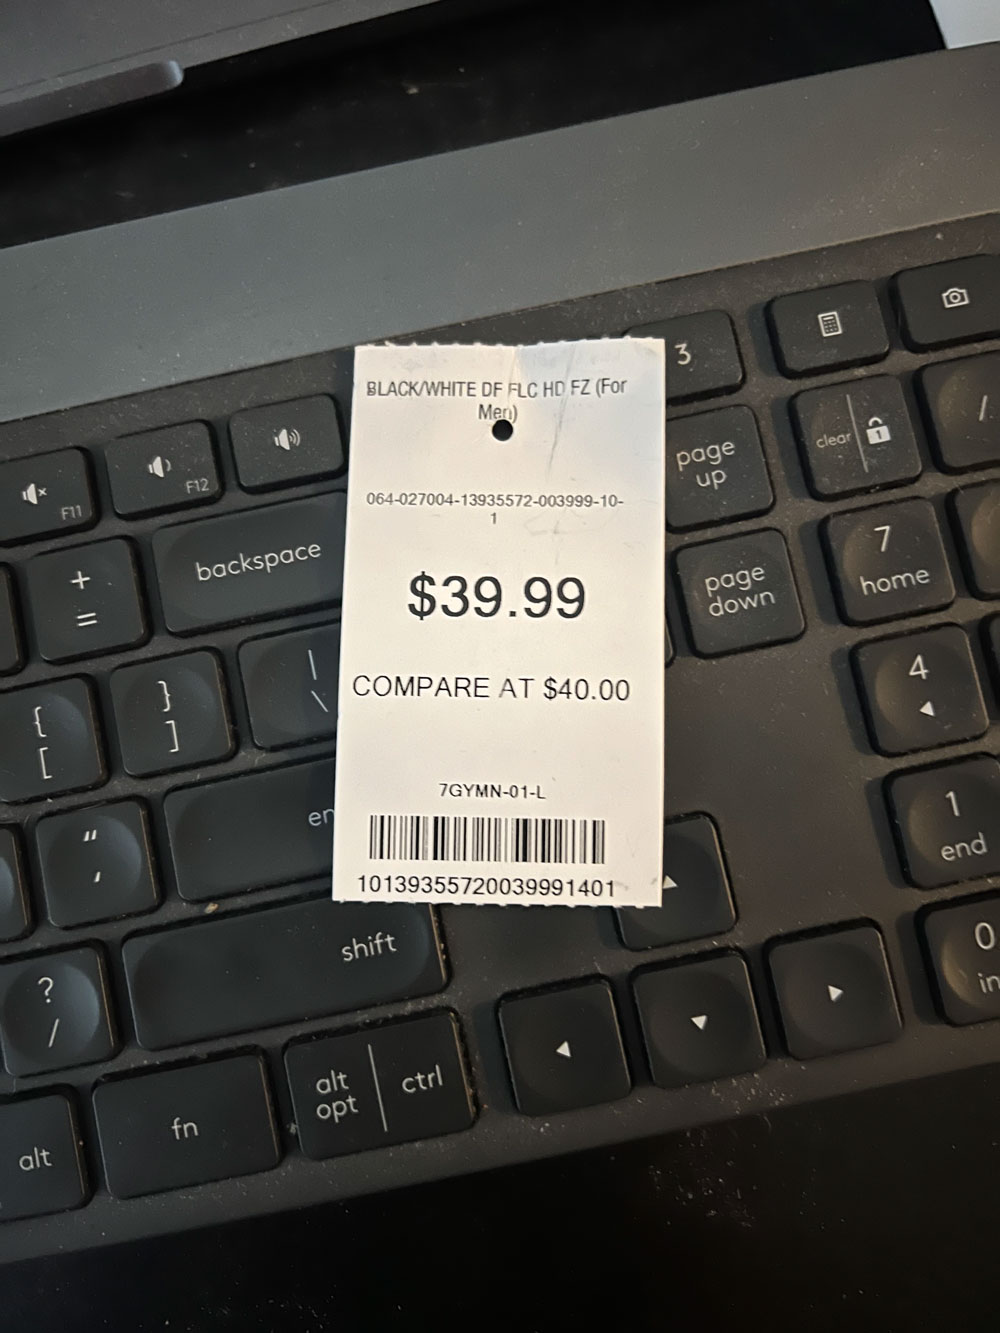 BLACK/WHITE DF FLC HD FZ (For
Men)
064-027004-13935572-003999-10-
1
$39.99
COMPARE AT $40.00
7GYMN-01-L
10139355720039991401
3
F11
F12
clear
1
/
+
=
backspace
page
up
7
home
{
[
}
]
|
\
page
down
4
"
,
1
end
?
/
shift
0
alt
fn
alt
opt
ctrl